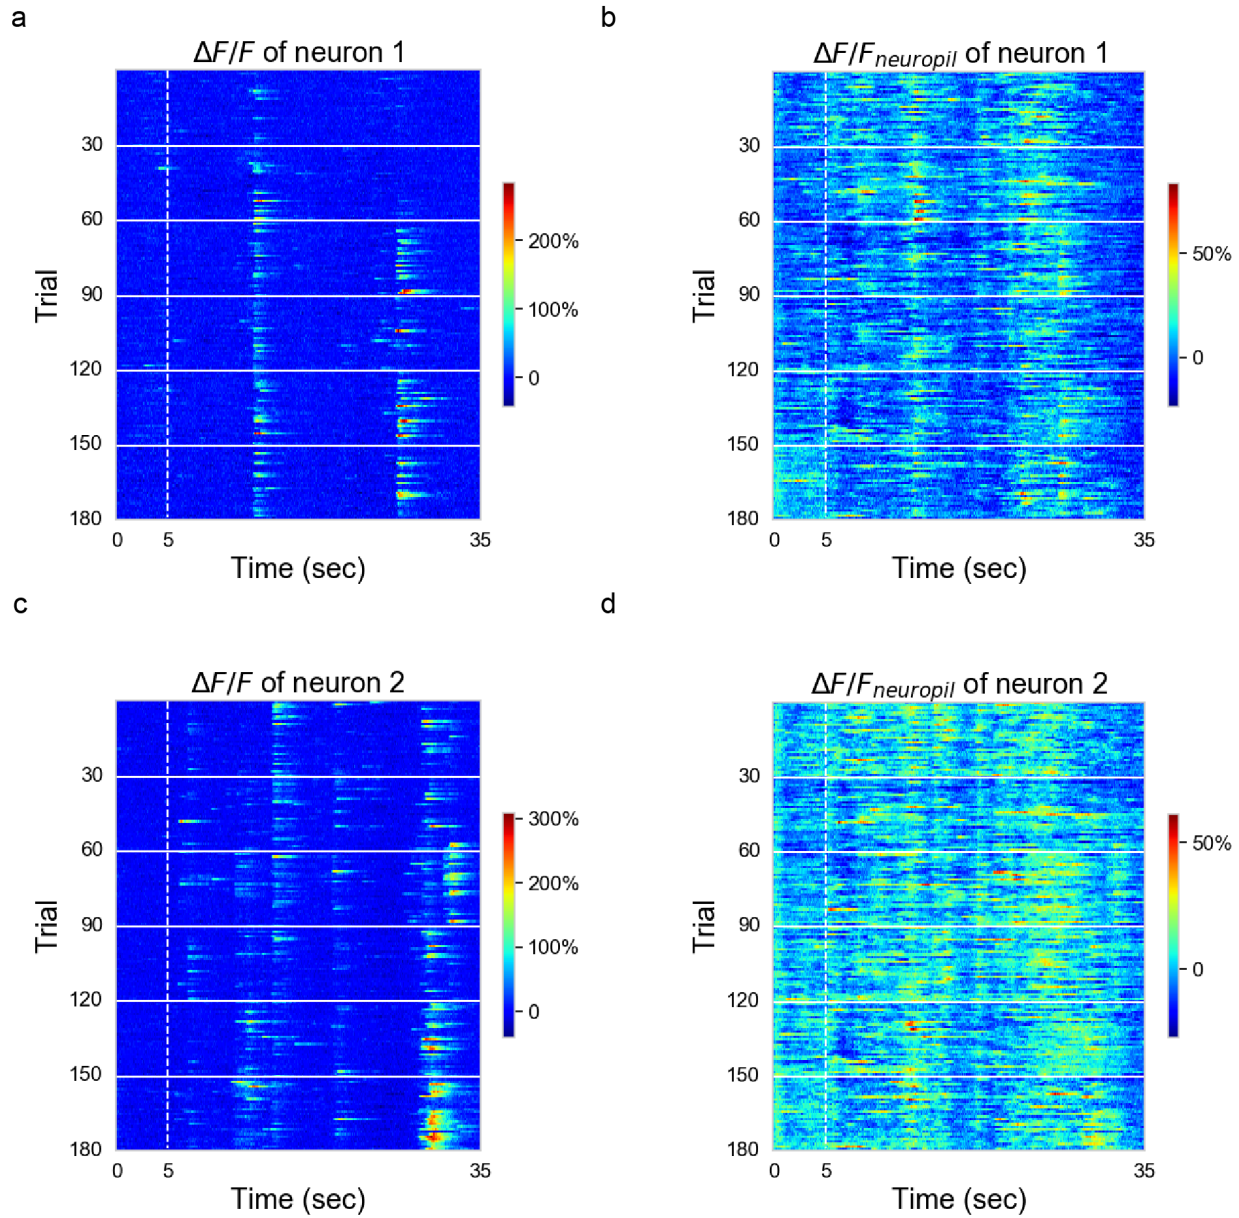 a
ΔF/F of neuron 1
30
60
90
120
150
180
Trial
0 5 35
Time (sec)
200%
100%
0
b
ΔF/Fneuropil of neuron 1
30
60
90
120
150
180
Trial
0 5 35
Time (sec)
50%
0
c
ΔF/F of neuron 2
30
60
90
120
150
180
Trial
0 5 35
Time (sec)
300%
200%
100%
0
d
ΔF/Fneuropil of neuron 2
30
60
90
120
150
180
Trial
0 5 35
Time (sec)
50%
0